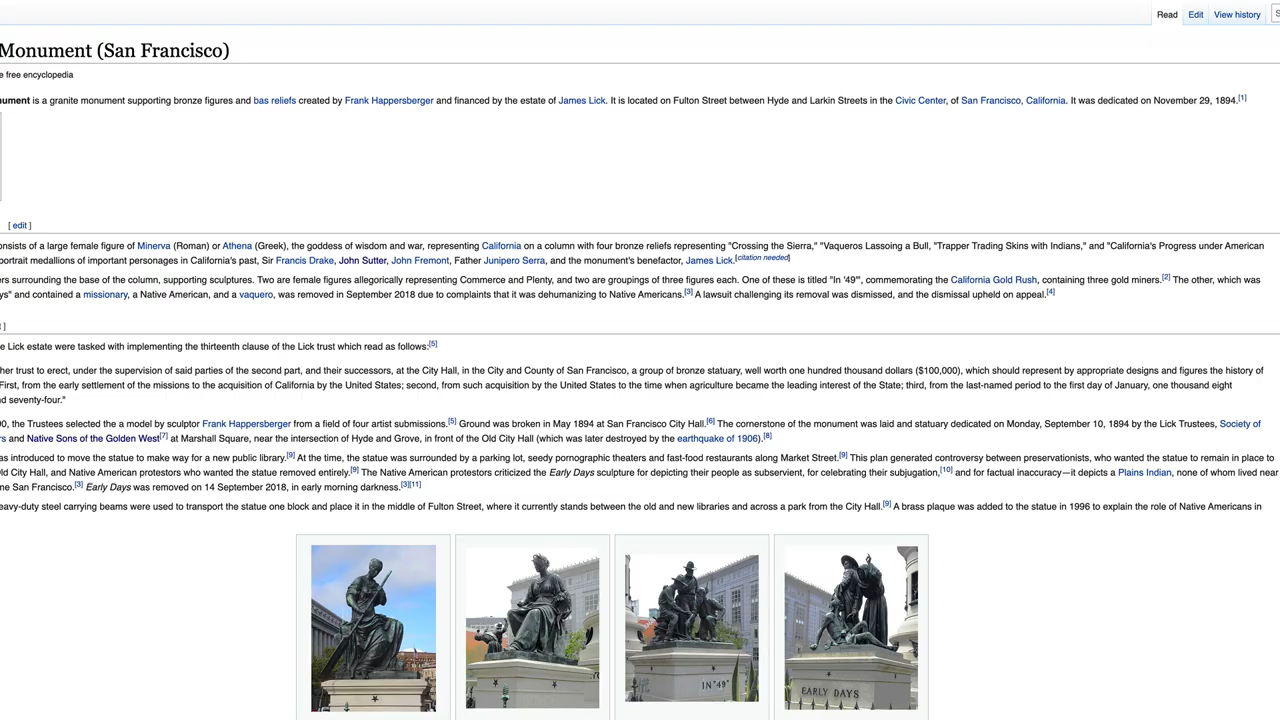 Read Edit View history
Monument (San Francisco)
e free encyclopedia
nument is a granite monument supporting bronze figures and bas reliefs created by Frank Happersberger and financed by the estate of James Lick. It is located on Fulton Street between Hyde and Larkin Streets in the Civic Center, of San Francisco, California. It was dedicated on November 29, 1894.[1]
[ edit ]
onsists of a large female figure of Minerva (Roman) or Athena (Greek), the goddess of wisdom and war, representing California on a column with four bronze reliefs representing "Crossing the Sierra," "Vaqueros Lassoing a Bull, "Trapper Trading Skins with Indians," and "California's Progress under American
portrait medallions of important personages in California's past, Sir Francis Drake, John Sutter, John Fremont, Father Junipero Serra, and the monument's benefactor, James Lick.[citation needed]
ers surrounding the base of the column, supporting sculptures. Two are female figures allegorically representing Commerce and Plenty, and two are groupings of three figures each. One of these is titled "In '49'", commemorating the California Gold Rush, containing three gold miners.[2] The other, which was
ys" and contained a missionary, a Native American, and a vaquero, was removed in September 2018 due to complaints that it was dehumanizing to Native Americans.[3] A lawsuit challenging its removal was dismissed, and the dismissal upheld on appeal.[4]
t ]
e Lick estate were tasked with implementing the thirteenth clause of the Lick trust which read as follows:[5]
her trust to erect, under the supervision of said parties of the second part, and their successors, at the City Hall, in the City and County of San Francisco, a group of bronze statuary, well worth one hundred thousand dollars ($100,000), which should represent by appropriate designs and figures the history of
First, from the early settlement of the missions to the acquisition of California by the United States; second, from such acquisition by the United States to the time when agriculture became the leading interest of the State; third, from the last-named period to the first day of January, one thousand eight
d seventy-four."
0, the Trustees selected the a model by sculptor Frank Happersberger from a field of four artist submissions.[5] Ground was broken in May 1894 at San Francisco City Hall.[6] The cornerstone of the monument was laid and statuary dedicated on Monday, September 10, 1894 by the Lick Trustees, Society of
rs and Native Sons of the Golden West[7] at Marshall Square, near the intersection of Hyde and Grove, in front of the Old City Hall (which was later destroyed by the earthquake of 1906).[8]
as introduced to move the statue to make way for a new public library.[9] At the time, the statue was surrounded by a parking lot, seedy pornographic theaters and fast-food restaurants along Market Street.[9] This plan generated controversy between preservationists, who wanted the statue to remain in place to
ld City Hall, and Native American protestors who wanted the statue removed entirely.[9] The Native American protestors criticized the Early Days sculpture for depicting their people as subservient, for celebrating their subjugation,[10] and for factual inaccuracy—it depicts a Plains Indian, none of whom lived near
me San Francisco.[3] Early Days was removed on 14 September 2018, in early morning darkness.[3][11]
eavy-duty steel carrying beams were used to transport the statue one block and place it in the middle of Fulton Street, where it currently stands between the old and new libraries and across a park from the City Hall.[9] A brass plaque was added to the statue in 1996 to explain the role of Native Americans in
IN '49'
EARLY DAYS